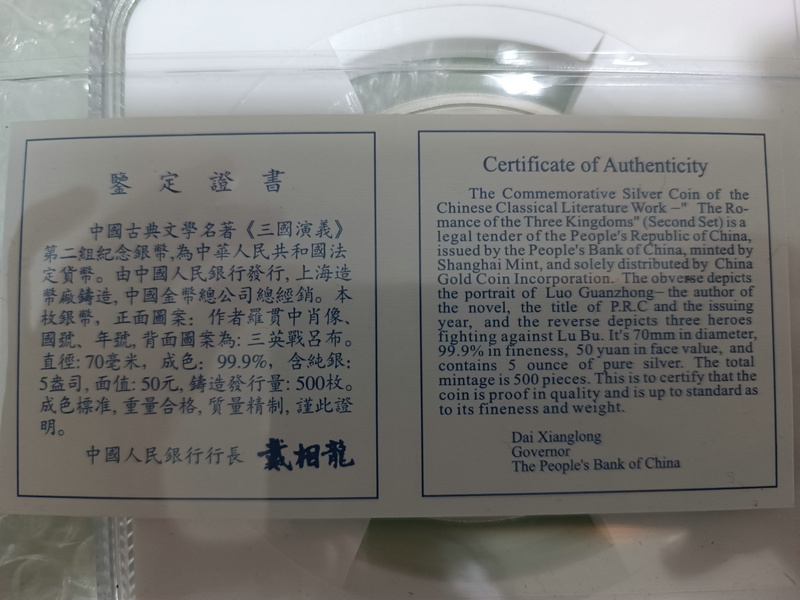 鑒定證書
中國古典文學名著《三國演義》
第二組紀念銀幣,為中華人民共和國法
定貨幣。由中國人民銀行發行,上海造
幣廠鑄造,中國金幣總公司總經銷。本
枚銀幣,正面圖案:作者羅貫中肖像、
國號、年號,背面圖案為:三英戰呂布。
直徑:70毫米,成色:99.9%,含純銀:
5盎司,面值:50元,鑄造發行量:500枚。
成色標准,重量合格,質量精制,謹此證
明。
中國人民銀行行長 戴相龍
Certificate of Authenticity
The Commemorative Silver Coin of the
Chinese Classical Literature Work –" The Ro-
mance of the Three Kingdoms" (Second Set) is a
legal tender of the People's Republic of China,
issued by the People's Bank of China, minted by
Shanghai Mint, and solely distributed by China
Gold Coin Incorporation. The obverse depicts
the portrait of Luo Guanzhong– the author of
the novel, the title of P.R.C and the issuing
year, and the reverse depicts three heroes
fighting against Lu Bu. It's 70mm in diameter,
99.9% in fineness, 50 yuan in face value, and
contains 5 ounce of pure silver. The total
mintage is 500 pieces. This is to certify that the
coin is proof in quality and is up to standard as
to its fineness and weight.
Dai Xianglong
Governor
The People's Bank of China